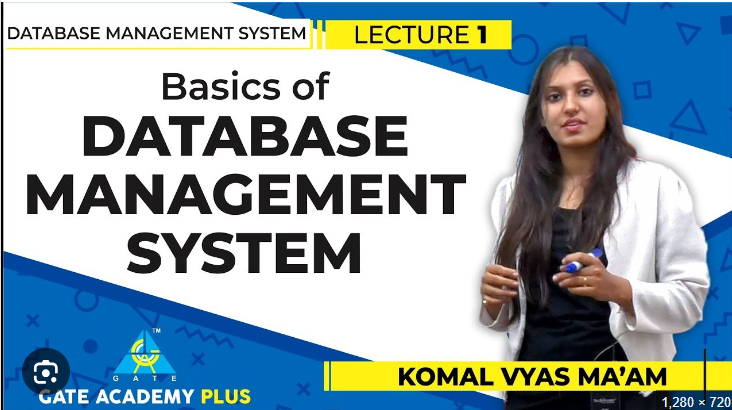 DATABASE MANAGEMENT SYSTEM
LECTURE 1
Basics of
DATABASE
MANAGEMENT
SYSTEM
TM
GATE
GATE ACADEMY PLUS
KOMAL VYAS MA'AM
1,280 × 720